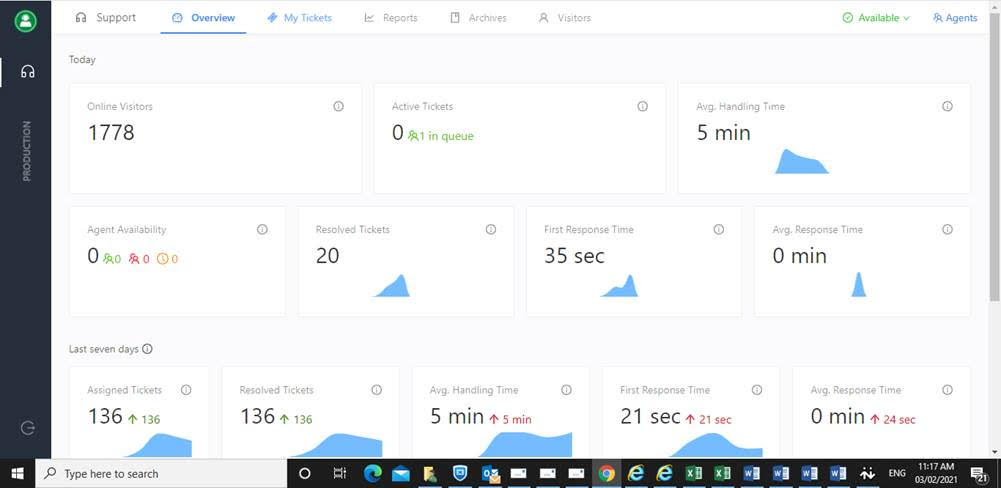 Support Overview My Tickets Reports Archives Visitors Available Agents
PRODUCTION
Today
Online Visitors
1778
Active Tickets
0 1 in queue
Avg. Handling Time
5 min
Agent Availability
0 0 0 0
Resolved Tickets
20
First Response Time
35 sec
Avg. Response Time
0 min
Last seven days
Assigned Tickets
136 136
Resolved Tickets
136 136
Avg. Handling Time
5 min 5 min
First Response Time
21 sec 21 sec
Avg. Response Time
0 min 24 sec
Type here to search
ENG
11:17 AM
03/02/2021
21